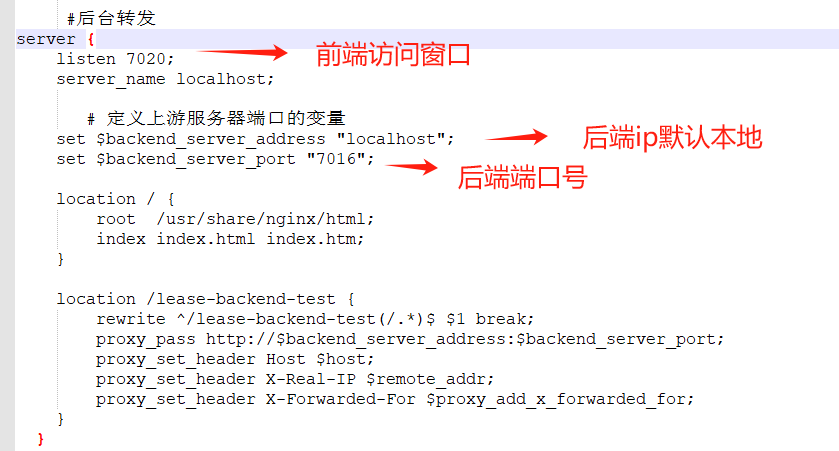 #后台转发
server {
listen 7020;
前端访问窗口
server_name localhost;
# 定义上游服务器端口的变量
set $backend_server_address "localhost";
后端ip默认本地
set $backend_server_port "7016";
后端端口号
location / {
root  /usr/share/nginx/html;
index index.html index.htm;
}
location /lease-backend-test {
rewrite ^/lease-backend-test(/.*)$ $1 break;
proxy_pass http://$backend_server_address:$backend_server_port;
proxy_set_header Host $host;
proxy_set_header X-Real-IP $remote_addr;
proxy_set_header X-Forwarded-For $proxy_add_x_forwarded_for;
}
}